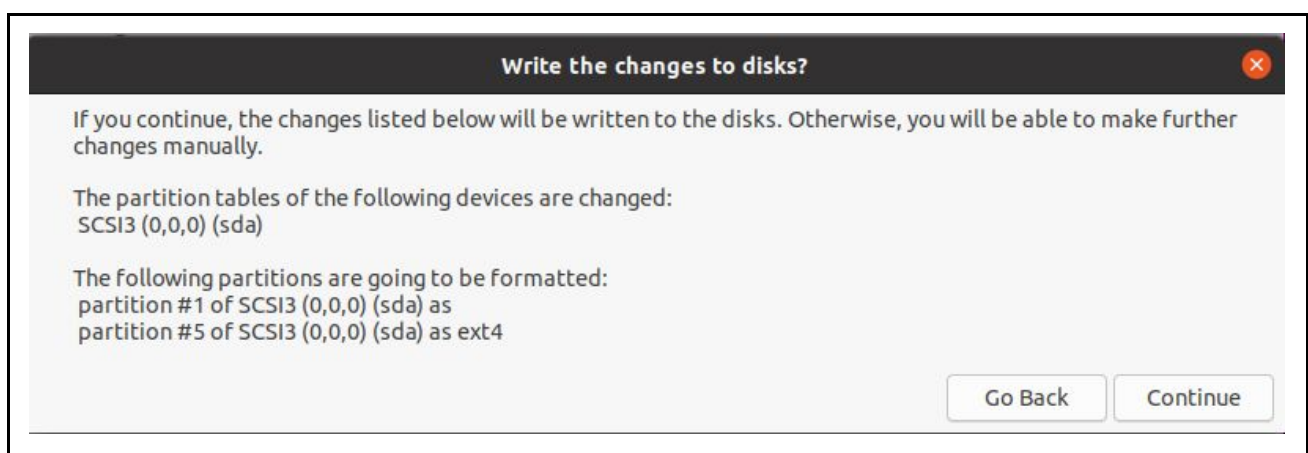 Write the changes to disks?
If you continue, the changes listed below will be written to the disks. Otherwise, you will be able to make further
changes manually.
The partition tables of the following devices are changed:
SCSI3 (0,0,0) (sda)
The following partitions are going to be formatted:
partition #1 of SCSI3 (0,0,0) (sda) as
partition #5 of SCSI3 (0,0,0) (sda) as ext4
Go Back Continue